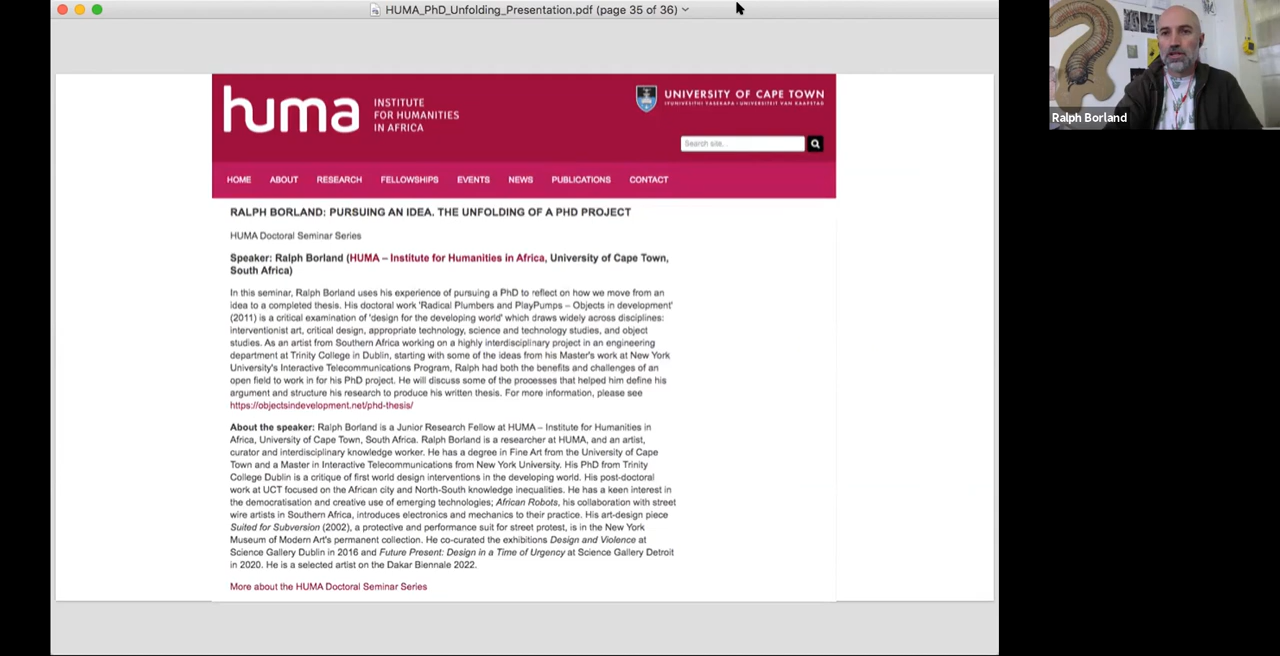 HUMA_PhD_Unfolding_Presentation.pdf (page 35 of 36)
huma
INSTITUTE
FOR HUMANITIES
IN AFRICA
UNIVERSITY OF CAPE TOWN
IYUNIVESITHI YASEKAPA • UNIVERSITEIT VAN KAAPSTAD
Search site,
HOME ABOUT RESEARCH FELLOWSHIPS EVENTS NEWS PUBLICATIONS CONTACT
RALPH BORLAND: PURSUING AN IDEA. THE UNFOLDING OF A PHD PROJECT
HUMA Doctoral Seminar Series
Speaker: Ralph Borland (HUMA – Institute for Humanities in Africa, University of Cape Town,
South Africa)
In this seminar, Ralph Borland uses his experience of pursuing a PhD to reflect on how we move from an
idea to a completed thesis. His doctoral work 'Radical Plumbers and PlayPumps – Objects in development'
(2011) is a critical examination of 'design for the developing world' which draws widely across disciplines:
interventionist art, critical design, appropriate technology, science and technology studies, and object
studies. As an artist from Southern Africa working on a highly interdisciplinary project in an engineering
department at Trinity College in Dublin, starting with some of the ideas from his Master's work at New York
University's Interactive Telecommunications Program, Ralph had both the benefits and challenges of an
open field to work in for his PhD project. He will discuss some of the processes that helped him define his
argument and structure his research to produce his written thesis. For more information, please see
https://objectsindevelopment.net/phd-thesis/
About the speaker: Ralph Borland is a Junior Research Fellow at HUMA – Institute for Humanities in
Africa, University of Cape Town, South Africa. Ralph Borland is a researcher at HUMA, and an artist,
curator and interdisciplinary knowledge worker. He has a degree in Fine Art from the University of Cape
Town and a Master in Interactive Telecommunications from New York University. His PhD from Trinity
College Dublin is a critique of first world design interventions in the developing world. His post-doctoral
work at UCT focused on the African city and North-South knowledge inequalities. He has a keen interest in
the democratisation and creative use of emerging technologies; African Robots, his collaboration with street
wire artists in Southern Africa, introduces electronics and mechanics to their practice. His art-design piece
Suited for Subversion (2002), a protective and performance suit for street protest, is in the New York
Museum of Modern Art's permanent collection. He co-curated the exhibitions Design and Violence at
Science Gallery Dublin in 2016 and Future Present: Design in a Time of Urgency at Science Gallery Detroit
in 2020. He is a selected artist on the Dakar Biennale 2022.
More about the HUMA Doctoral Seminar Series
Ralph Borland